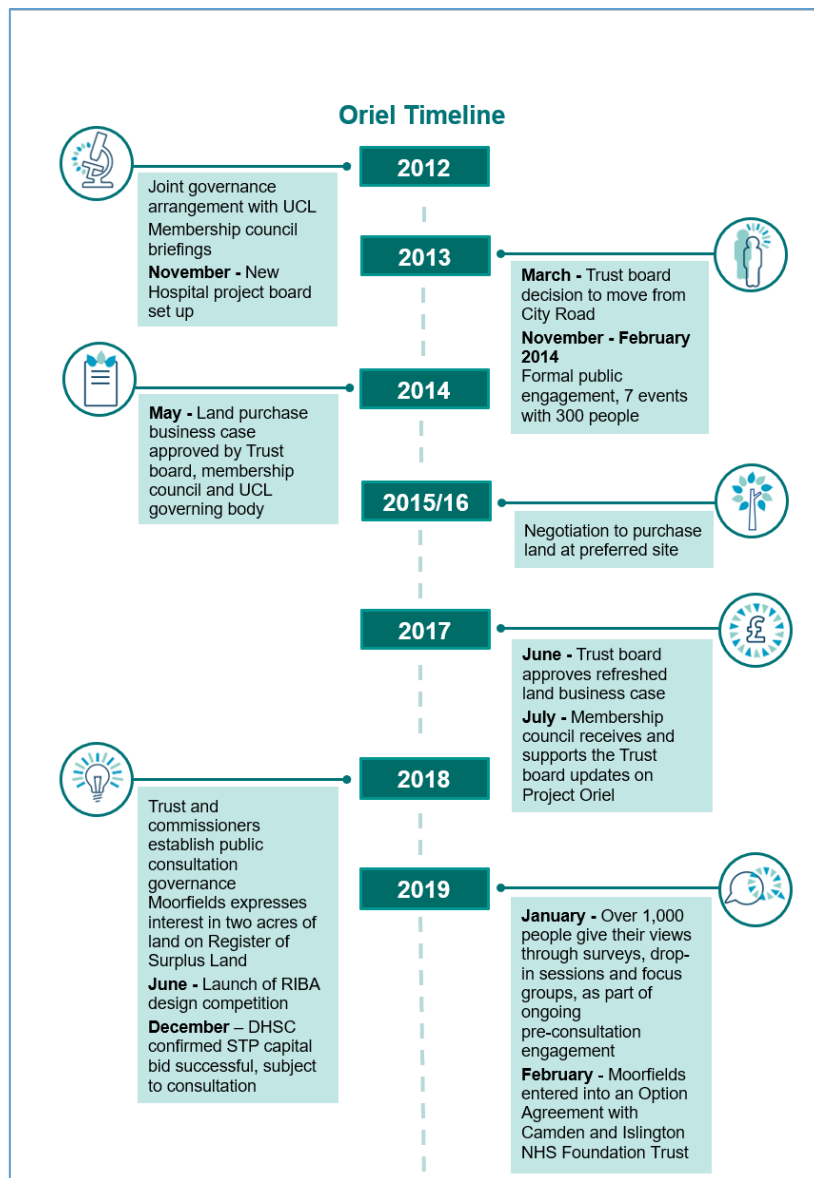 Oriel Timeline
2012
Joint governance
arrangement with UCL
Membership council
briefings
November - New
Hospital project board
set up
2013
March - Trust board
decision to move from
City Road
November - February
2014
Formal public
engagement, 7 events
with 300 people
2014
May - Land purchase
business case
approved by Trust
board, membership
council and UCL
governing body
2015/16
Negotiation to purchase
land at preferred site
2017
£
June - Trust board
approves refreshed
land business case
July - Membership
council receives and
supports the Trust
board updates on
Project Oriel
2018
Trust and
commissioners
establish public
consultation
governance
Moorfields expresses
interest in two acres of
land on Register of
Surplus Land
June - Launch of RIBA
design competition
December – DHSC
confirmed STP capital
bid successful, subject
to consultation
2019
January - Over 1,000
people give their views
through surveys, drop-
in sessions and focus
groups, as part of
ongoing
pre-consultation
engagement
February - Moorfields
entered into an Option
Agreement with
Camden and Islington
NHS Foundation Trust